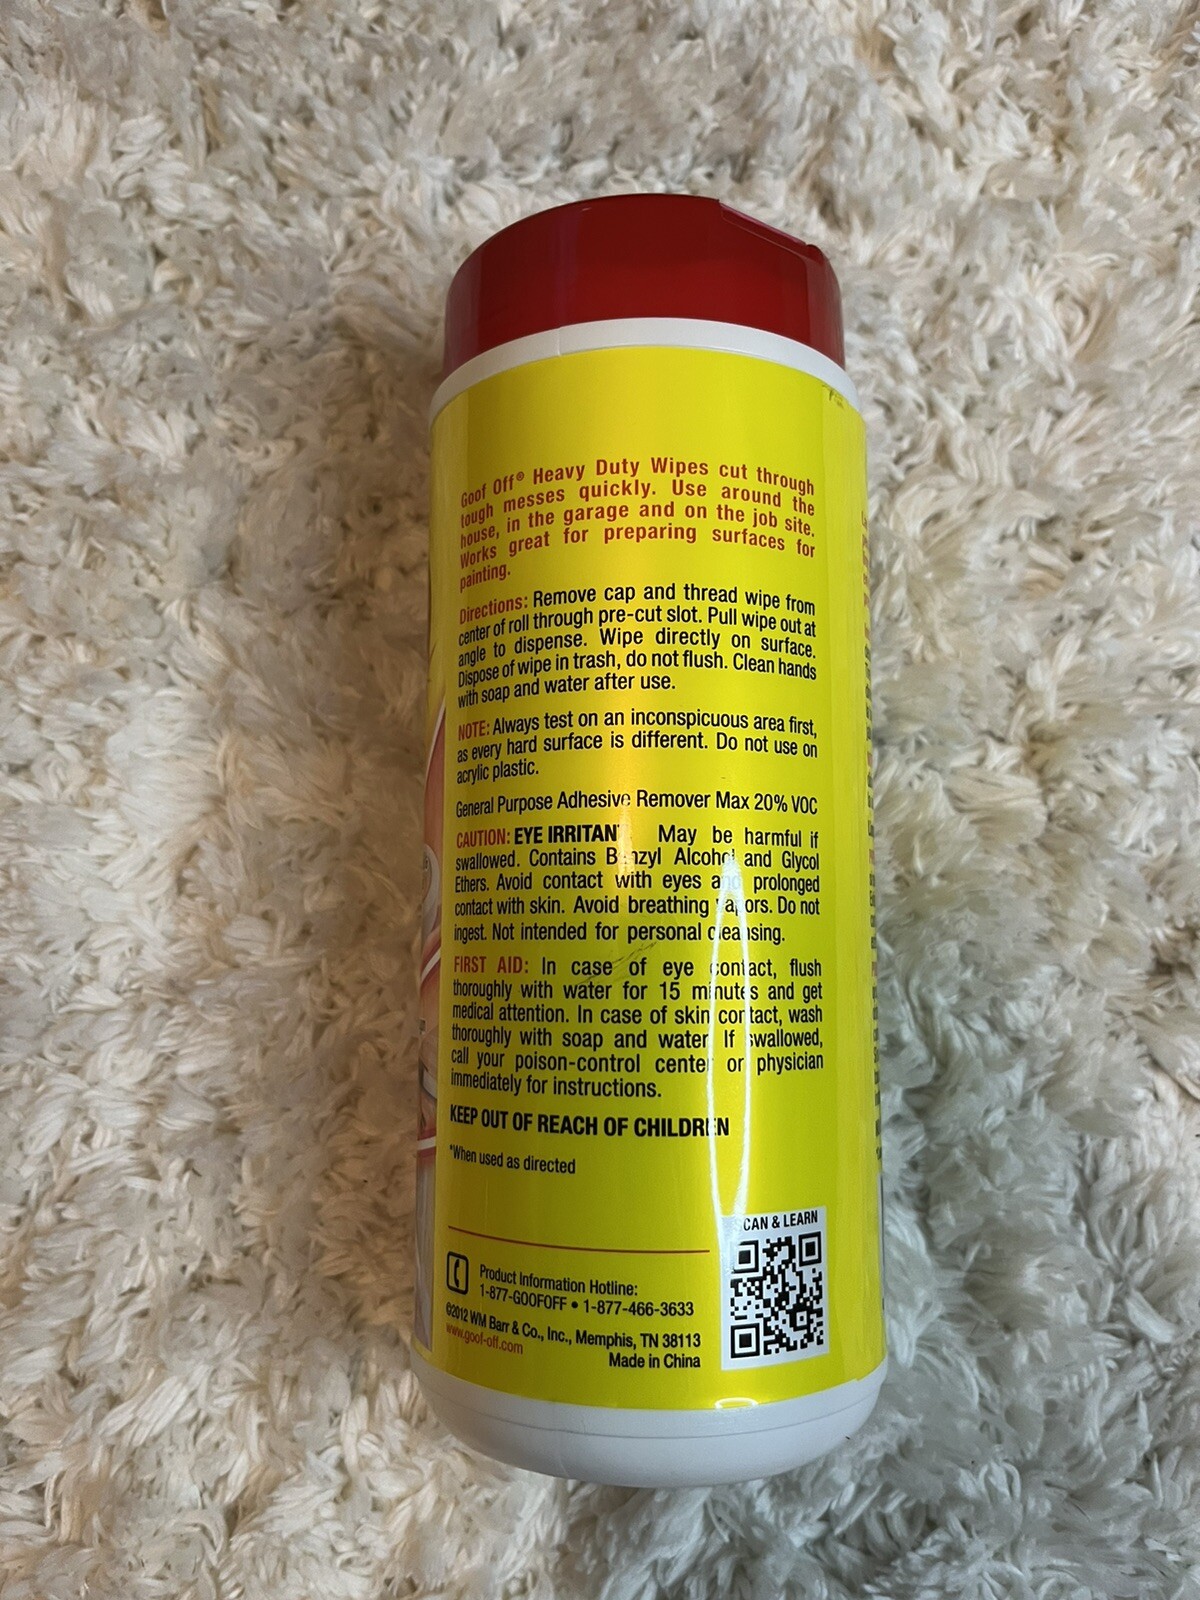 Goof Off® Heavy Duty Wipes cut through
tough messes quickly. Use around the
house, in the garage and on the job site.
Works great for preparing surfaces for
painting.
Directions: Remove cap and thread wipe from
center of roll through pre-cut slot. Pull wipe out at
angle to dispense. Wipe directly on surface.
Dispose of wipe in trash, do not flush. Clean hands
with soap and water after use.
NOTE: Always test on an inconspicuous area first,
as every hard surface is different. Do not use on
acrylic plastic.
General Purpose Adhesive Remover Max 20% VOC
CAUTION: EYE IRRITANT. May be harmful if
swallowed. Contains Benzyl Alcohol and Glycol
Ethers. Avoid contact with eyes and prolonged
contact with skin. Avoid breathing vapors. Do not
ingest. Not intended for personal cleansing.
FIRST AID: In case of eye contact, flush
thoroughly with water for 15 minutes and get
medical attention. In case of skin contact, wash
thoroughly with soap and water. If swallowed,
call your poison-control center or physician
immediately for instructions.
KEEP OUT OF REACH OF CHILDREN
*When used as directed
SCAN & LEARN
Product Information Hotline:
1-877-GOOFOFF • 1-877-466-3633
©2012 WM Barr & Co., Inc., Memphis, TN 38113
www.goof-off.com
Made in China